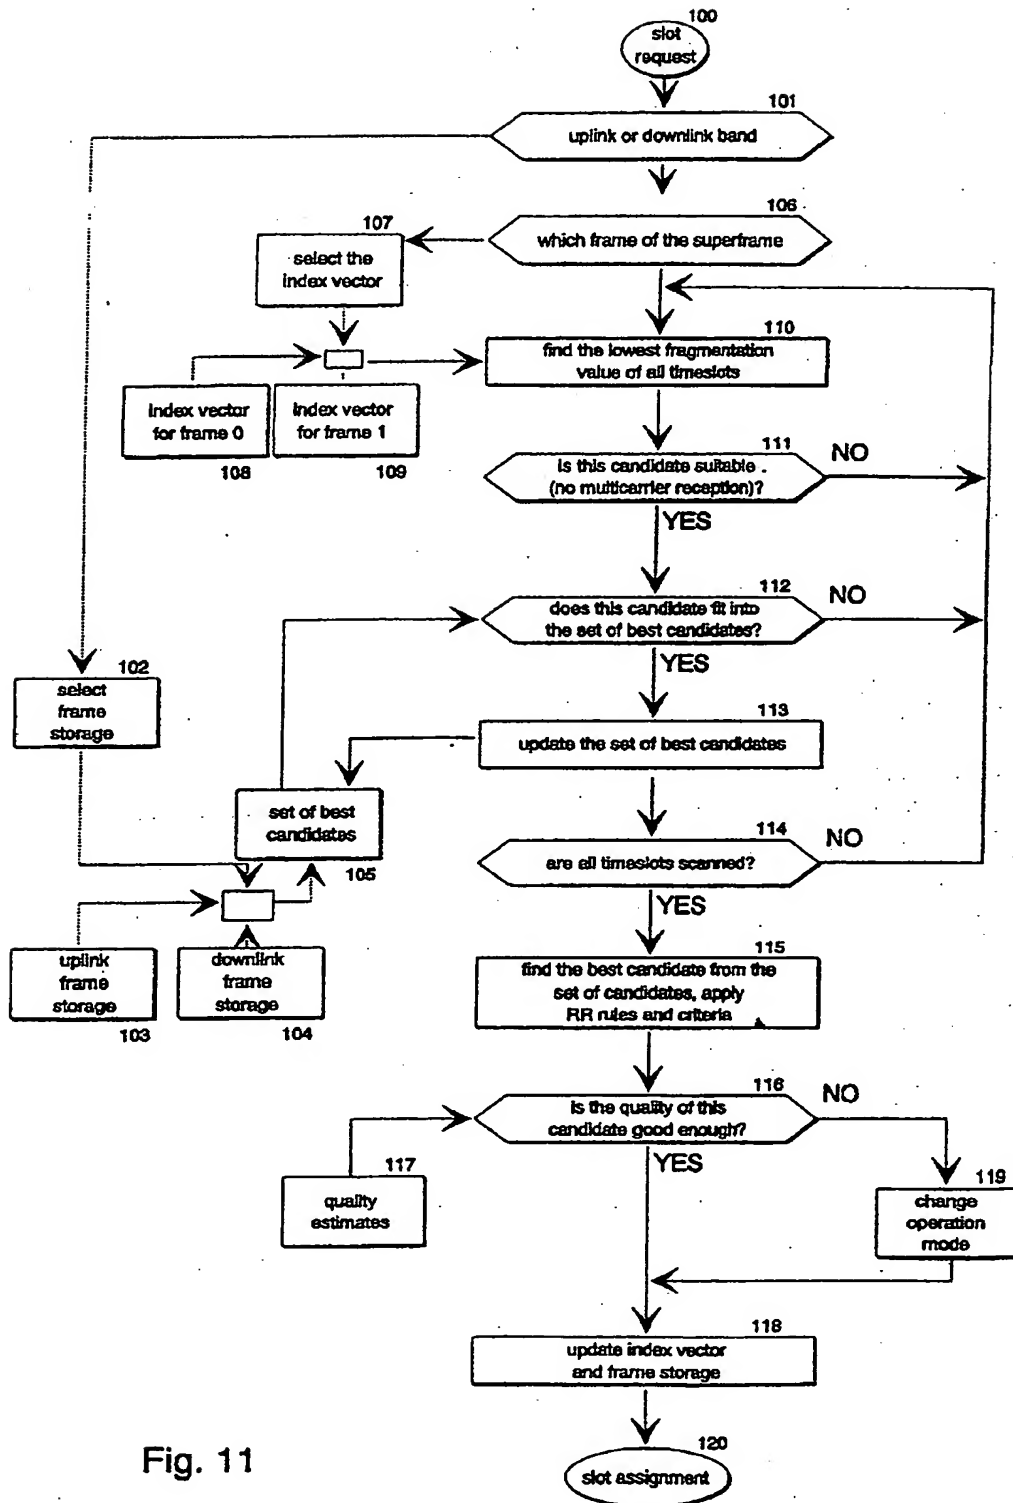 100
slot
request
101
uplink or downlink band
106
which frame of the superframe
107
select the
index vector
110
find the lowest fragmentation
value of all timeslots
index vector
for frame 0
108
index vector
for frame 1
109
111
is this candidate suitable
(no multicarrier reception)?
NO
YES
112
does this candidate fit into
the set of best candidates?
NO
YES
102
select
frame
storage
113
update the set of best candidates
set of best
candidates
105
114
are all timeslots scanned?
NO
YES
uplink
frame
storage
103
downlink
frame
storage
104
115
find the best candidate from the
set of candidates, apply
RR rules and criteria
116
is the quality of this
candidate good enough?
NO
YES
117
quality
estimates
119
change
operation
mode
118
update index vector
and frame storage
120
slot assignment
Fig. 11